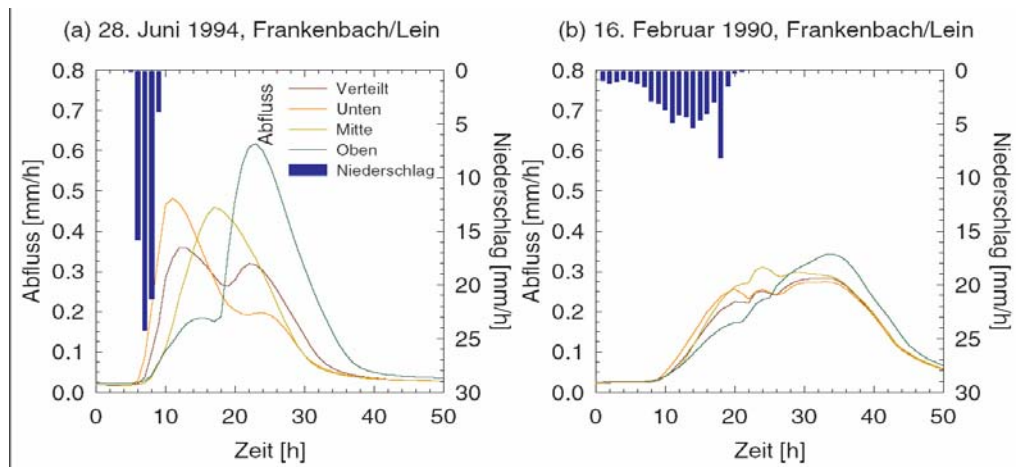 (a) 28. Juni 1994, Frankenbach/Lein
0.8
0.7
0.6
0.5
0.4
0.3
0.2
0.1
0.0
Abfluss [mm/h]
0
5
10
15
20
25
30
Niederschlag [mm/h]
Abfluss
Verteilt
Unten
Mitte
Oben
Niederschlag
0 10 20 30 40 50
Zeit [h]
(b) 16. Februar 1990, Frankenbach/Lein
0.8
0.7
0.6
0.5
0.4
0.3
0.2
0.1
0.0
Abfluss [mm/h]
0
5
10
15
20
25
30
Niederschlag [mm/h]
0 10 20 30 40 50
Zeit [h]